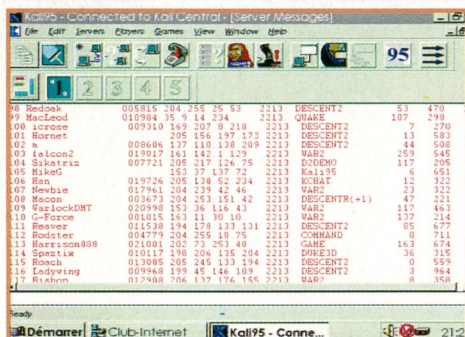 Kali95 - Connected to Kali Central - [Server Messages]
File Edit Servers Players Games View Window Help
95
1. 2 3 4 5
98 Redoak 005815 204 255 25 53 2213 DESCENT2 53 470
99 MacLeod 010984 35 9 14 234 2213 QUAKE 107 298
100 icrose 009310 169 207 8 218 2213 DESCENT2 7 270
101 Hornet 205 156 197 173 2213 DESCENT2 13 583
102 m 008606 137 110 138 209 2213 DESCENT2 44 508
103 falcon2 019017 161 142 1 129 2213 WAR2 259 545
104 Sikatriz 007721 205 217 126 75 2213 D2DEMO 117 205
105 MikeG 153 37 137 72 2213 Kali95 6 651
106 Han 019726 205 138 52 234 2213 KCHAT 12 322
107 Newbie 017961 204 239 42 46 2213 WAR2 23 322
108 Macon 003673 204 253 151 42 2213 DESCENTR(+1) 47 221
109 WarlockDMT 020998 153 36 116 43 2213 WAR2 117 463
110 G-Force 001015 163 11 30 10 2213 WAR2 137 214
111 Reaver 011538 194 178 133 131 2213 DESCENT2 85 677
112 Rodster 004779 204 255 18 75 2213 COMMAND 0 711
113 Harrison888 021001 202 73 253 48 2213 GAME 163 674
114 Spaztix 010117 198 206 135 204 2213 DUKE3D 36 315
115 Roach 013085 205 245 133 194 2213 DESCENT2 0 559
116 Ladyving 009968 199 45 146 109 2213 DESCENT2 3 964
117 Bishop 012908 206 137 176 155 2213 WAR2 8 358
Ready
Démarrer Club-Internet Kali95 - Conne... 21:2